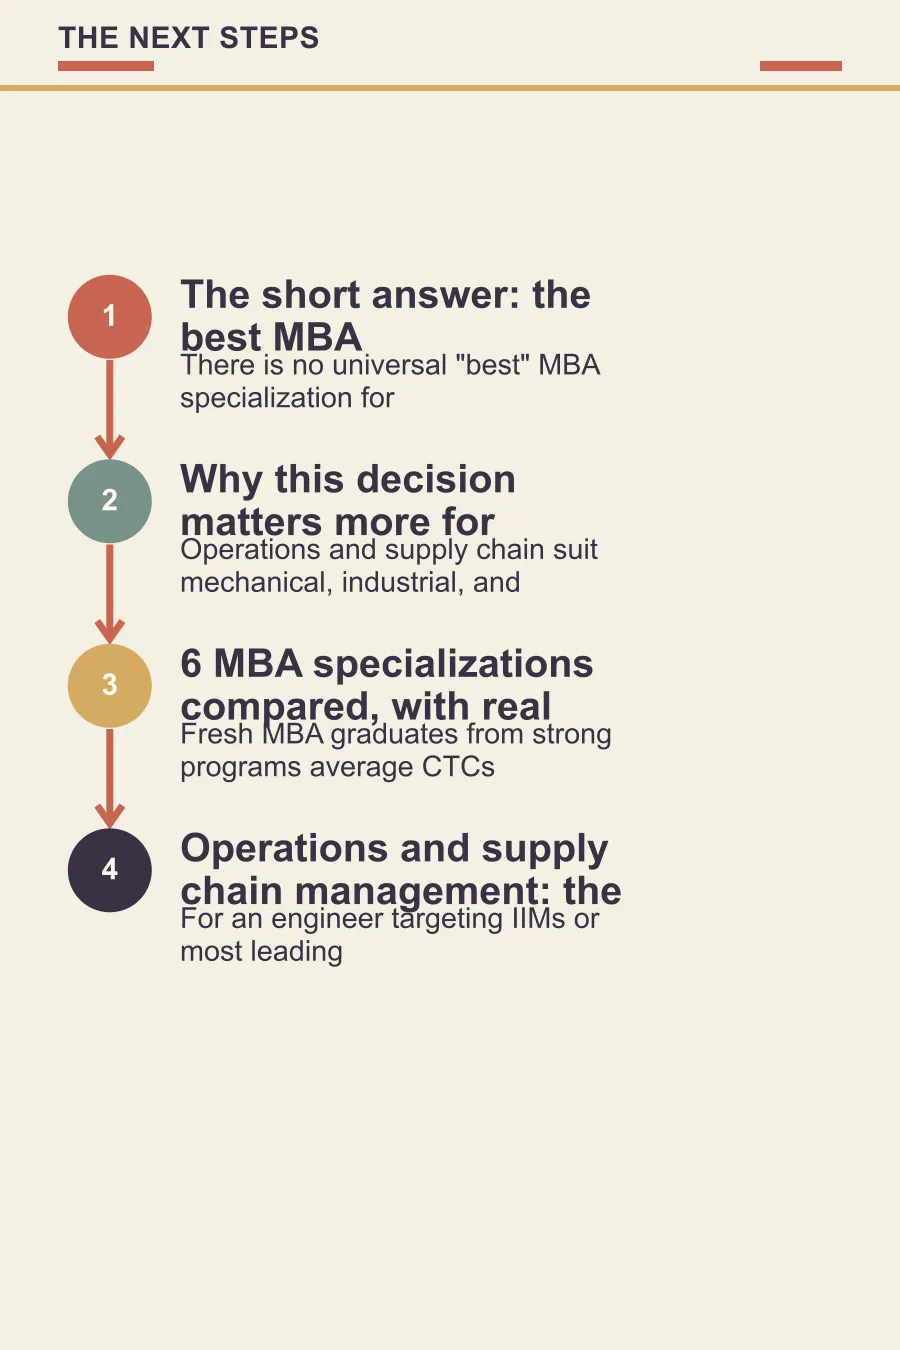 THE NEXT STEPS
1
The short answer: the
best MBA
There is no universal "best" MBA
specialization for
2
Why this decision
matters more for
Operations and supply chain suit
mechanical, industrial, and
3
6 MBA specializations
compared, with real
Fresh MBA graduates from strong
programs average CTCs
4
Operations and supply
chain management: the
For an engineer targeting IIMs or
most leading